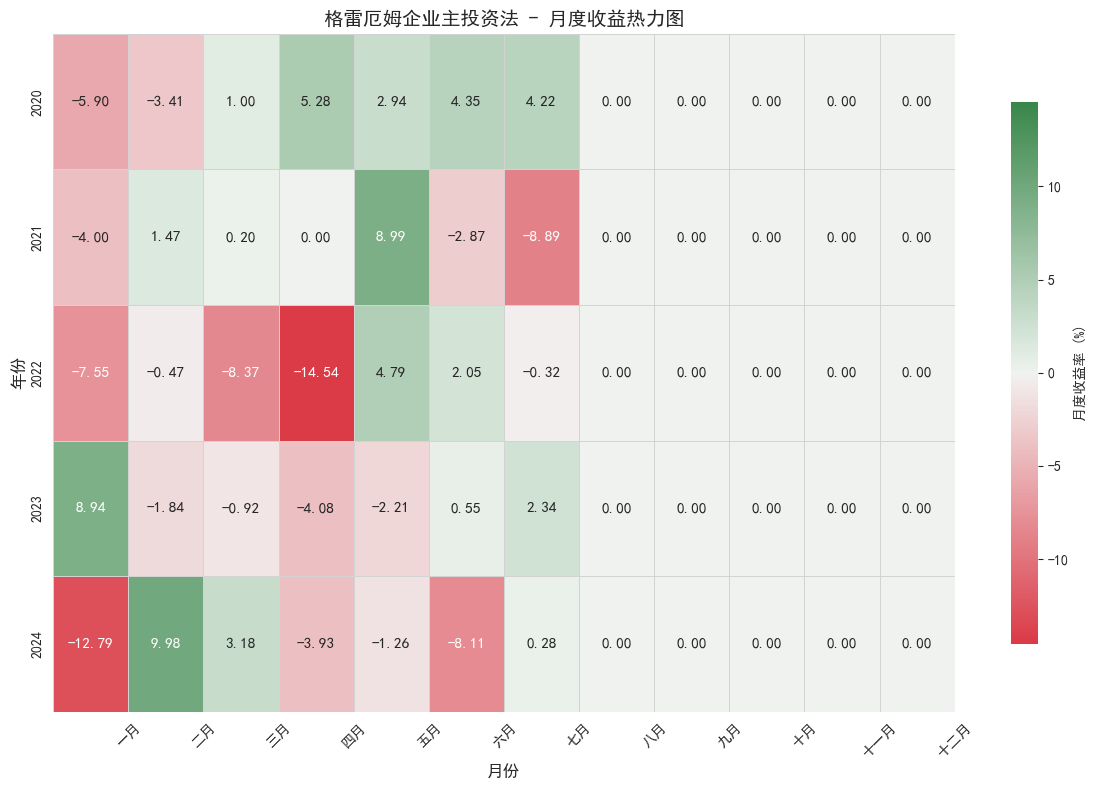 格雷厄姆企业主投资法 - 月度收益热力图
年份
2020 -5.90 -3.41 1.00 5.28 2.94 4.35 4.22 0.00 0.00 0.00 0.00 0.00
2021 -4.00 1.47 0.20 0.00 8.99 -2.87 -8.89 0.00 0.00 0.00 0.00 0.00
2022 -7.55 -0.47 -8.37 -14.54 4.79 2.05 -0.32 0.00 0.00 0.00 0.00 0.00
2023 8.94 -1.84 -0.92 -4.08 -2.21 0.55 2.34 0.00 0.00 0.00 0.00 0.00
2024 -12.79 9.98 3.18 -3.93 -1.26 -8.11 0.28 0.00 0.00 0.00 0.00 0.00
一月 二月 三月 四月 五月 六月 七月 八月 九月 十月 十一月 十二月
月份
10
5
0
-5
-10
月度收益率 (%)